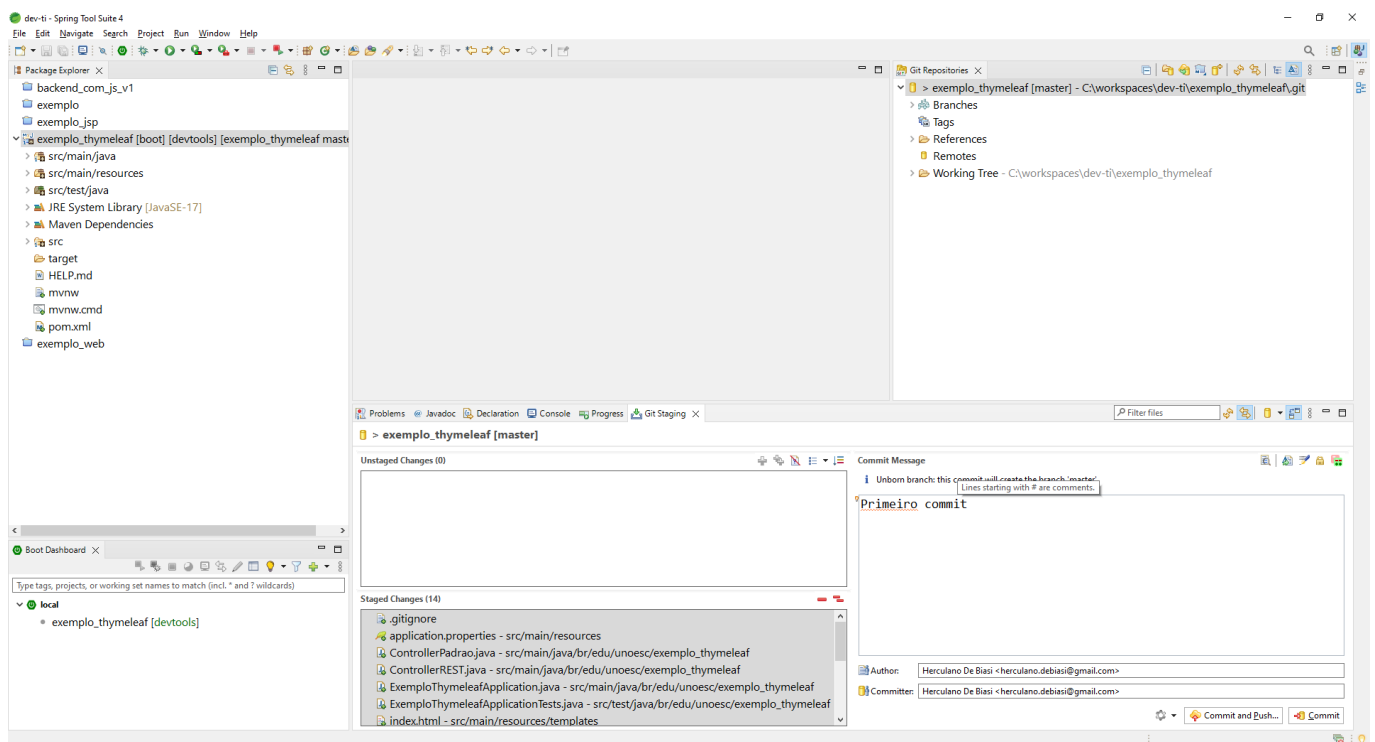 dev-ti - Spring Tool Suite 4
File Edit Navigate Search Project Run Window Help
Package Explorer
backend_com_js_v1
exemplo
exemplo_jsp
exemplo_thymeleaf [boot] [devtools] [exemplo_thymeleaf maste
src/main/java
src/main/resources
src/test/java
JRE System Library [JavaSE-17]
Maven Dependencies
src
target
HELP.md
mvnw
mvnw.cmd
pom.xml
exemplo_web
Boot Dashboard
Type tags, projects, or working set names to match (incl. * and ? wildcards)
local
exemplo_thymeleaf [devtools]
Git Repositories
> exemplo_thymeleaf [master] - C:\workspaces\dev-ti\exemplo_thymeleaf\.git
Branches
Tags
References
Remotes
Working Tree - C:\workspaces\dev-ti\exemplo_thymeleaf
Problems Javadoc Declaration Console Progress Git Staging
Filter files
> exemplo_thymeleaf [master]
Unstaged Changes (0)
Staged Changes (14)
.gitignore
application.properties - src/main/resources
ControllerPadrao.java - src/main/java/br/edu/unoesc/exemplo_thymeleaf
ControllerREST.java - src/main/java/br/edu/unoesc/exemplo_thymeleaf
ExemploThymeleafApplication.java - src/main/java/br/edu/unoesc/exemplo_thymeleaf
ExemploThymeleafApplicationTests.java - src/test/java/br/edu/unoesc/exemplo_thymeleaf
index.html - src/main/resources/templates
Commit Message
Unborn branch: this commit will create the branch 'master'
Lines starting with # are comments.
Primeiro commit
Author: Herculano De Biasi <herculano.debiasi@gmail.com>
Committer: Herculano De Biasi <herculano.debiasi@gmail.com>
Commit and Push... Commit